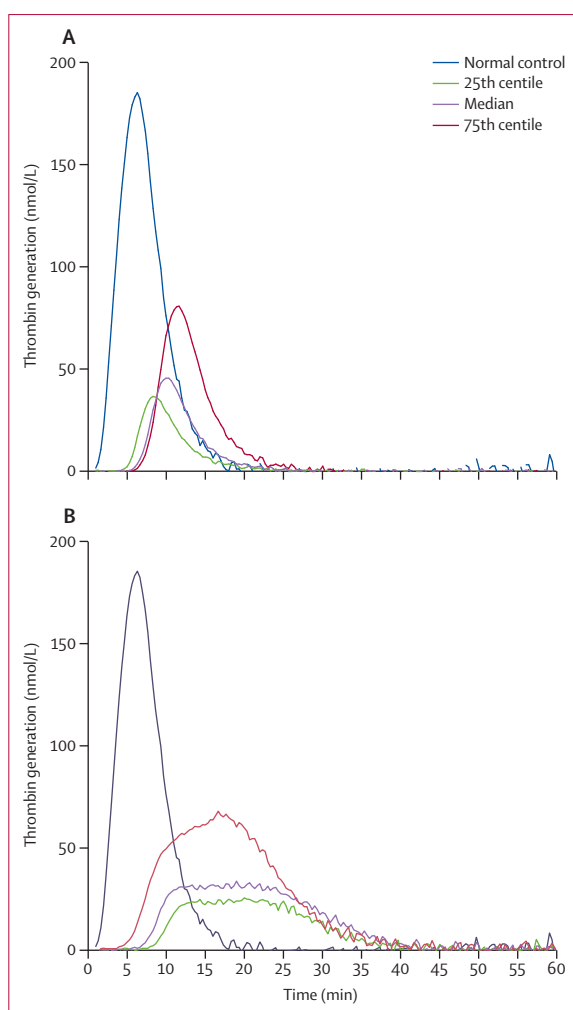 A
Normal control
25th centile
Median
75th centile
200
150
100
50
0
Thrombin generation (nmol/L)
B
200
150
100
50
0
Thrombin generation (nmol/L)
0 5 10 15 20 25 30 35 40 45 50 55 60
Time (min)